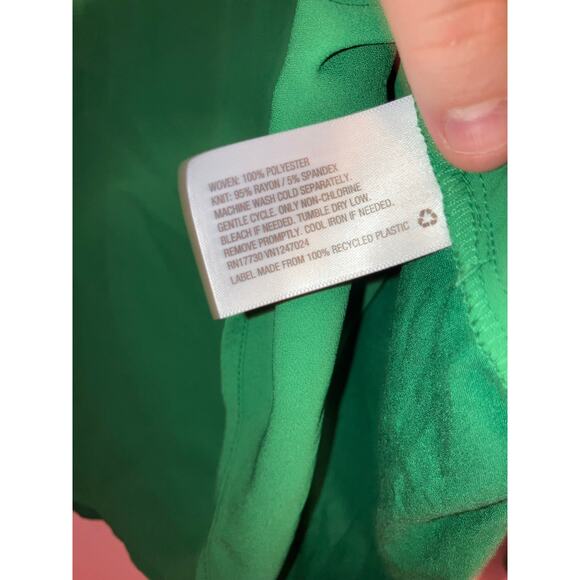 WOVEN: 100% POLYESTER
KNIT: 95% RAYON / 5% SPANDEX
MACHINE WASH COLD SEPARATELY.
GENTLE CYCLE. ONLY NON-CHLORINE
BLEACH IF NEEDED. TUMBLE DRY LOW.
REMOVE PROMPTLY. COOL IRON IF NEEDED.
RN17730 VN1247024
LABEL MADE FROM 100% RECYCLED PLASTIC